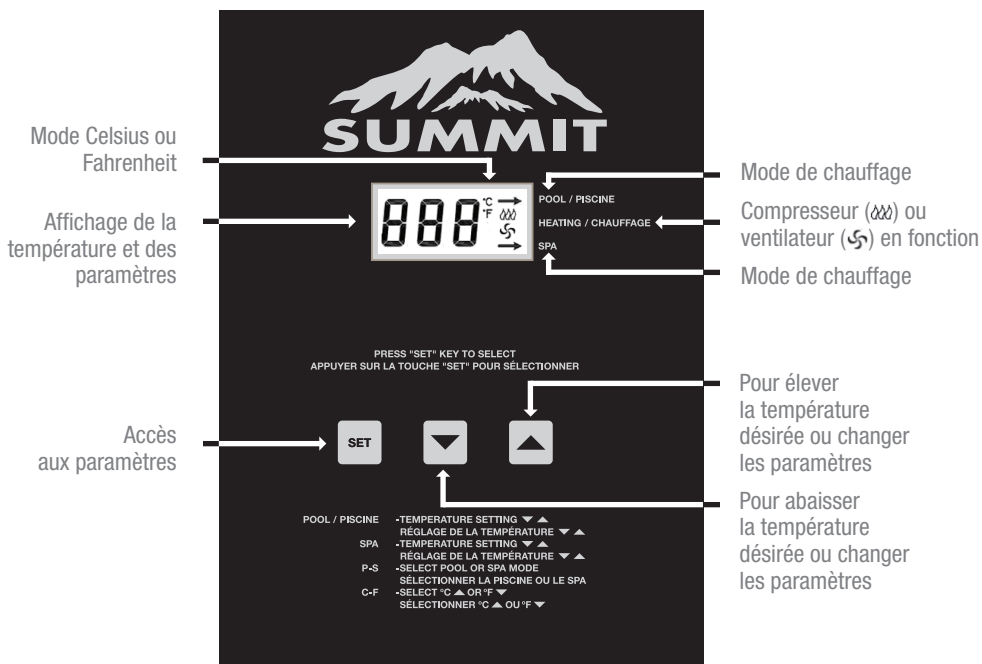 SUMMIT
Mode Celsius ou
Fahrenheit
Affichage de la
température et des
paramètres
888 °C
°F
POOL / PISCINE
HEATING / CHAUFFAGE
SPA
Mode de chauffage
Compresseur () ou
ventilateur () en fonction
Mode de chauffage
PRESS "SET" KEY TO SELECT
APPUYER SUR LA TOUCHE "SET" POUR SÉLECTIONNER
Accès
aux paramètres
SET
Pour élever
la température
désirée ou changer
les paramètres
Pour abaisser
la température
désirée ou changer
les paramètres
POOL / PISCINE -TEMPERATURE SETTING ▼ ▲
RÉGLAGE DE LA TEMPÉRATURE ▼ ▲
SPA -TEMPERATURE SETTING ▼ ▲
RÉGLAGE DE LA TEMPÉRATURE ▼ ▲
P-S -SELECT POOL OR SPA MODE
SÉLECTIONNER LA PISCINE OU LE SPA
C-F -SELECT °C ▲ OR °F ▼
SÉLECTIONNER °C ▲ OU °F ▼